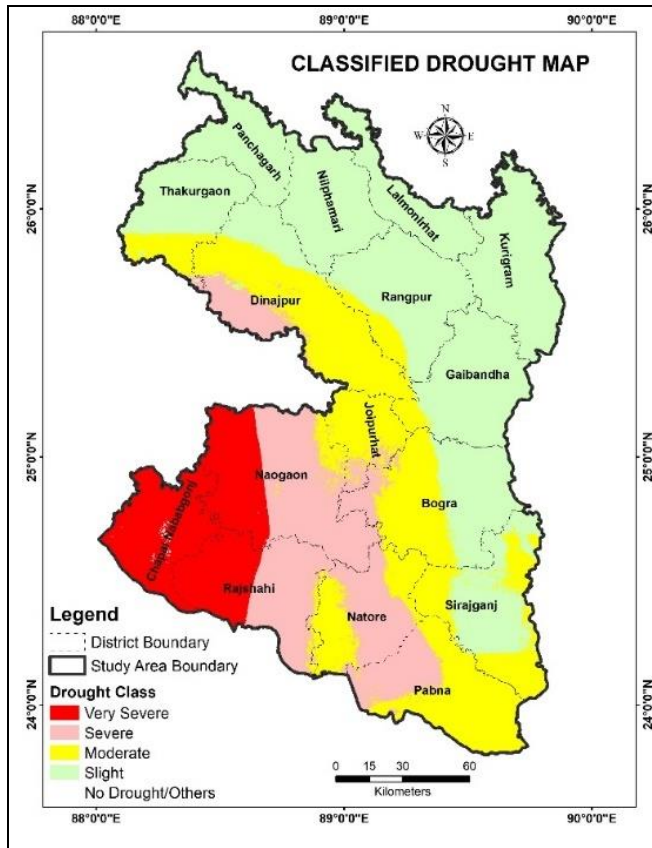 88°0'0"E
89°0'0"E
90°0'0"E
CLASSIFIED DROUGHT MAP
N
W
E
S
26°0'0"N
26°0'0"N
25°0'0"N
25°0'0"N
24°0'0"N
24°0'0"N
Panchagarh
Thakurgaon
Nilphamari
Lalmonirhat
Kurigram
Dinajpur
Rangpur
Gaibandha
Joipurhat
Naogaon
Bogra
Chapai Nababgonj
Rajshahi
Natore
Sirajganj
Pabna
Legend
District Boundary
Study Area Boundary
Drought Class
Very Severe
Severe
Moderate
Slight
No Drought/Others
0 15 30 60
Kilometers
88°0'0"E
89°0'0"E
90°0'0"E